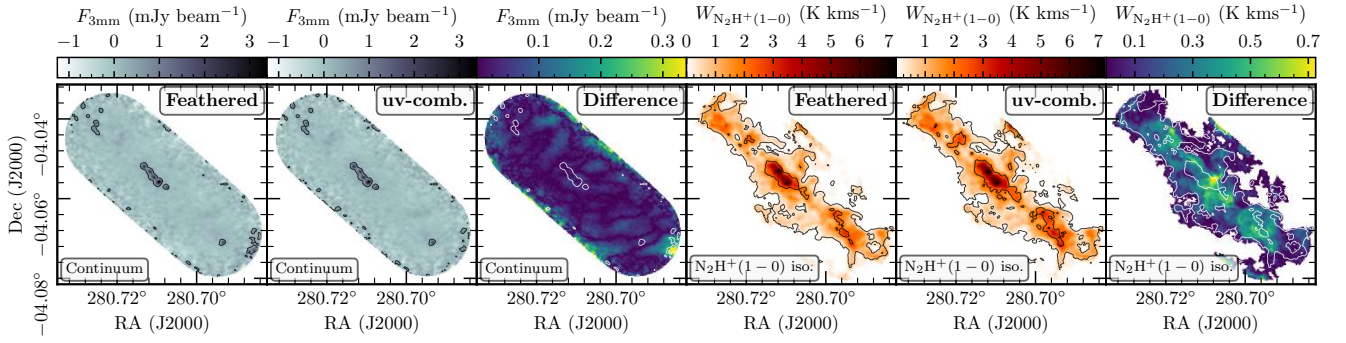 F3mm (mJy beam−1) F3mm (mJy beam−1) F3mm (mJy beam−1) WN2H+(1−0) (K kms−1) WN2H+(1−0) (K kms−1) WN2H+(1−0) (K kms−1)
−1 0 1 2 3 −1 0 1 2 3 0.1 0.2 0.3 0 1 2 3 4 5 6 7 1 2 3 4 5 6 7 0.1 0.2 0.3 0.4 0.5 0.6 0.7
Feathered uv-comb. Difference Feathered uv-comb. Difference
−04.04°
−04.06°
−04.08°
Dec (J2000)
Continuum Continuum Continuum N2H+(1−0) iso. N2H+(1−0) iso. N2H+(1−0) iso.
280.72° 280.70° 280.72° 280.70° 280.72° 280.70° 280.72° 280.70° 280.72° 280.70° 280.72° 280.70°
RA (J2000) RA (J2000) RA (J2000) RA (J2000) RA (J2000) RA (J2000)